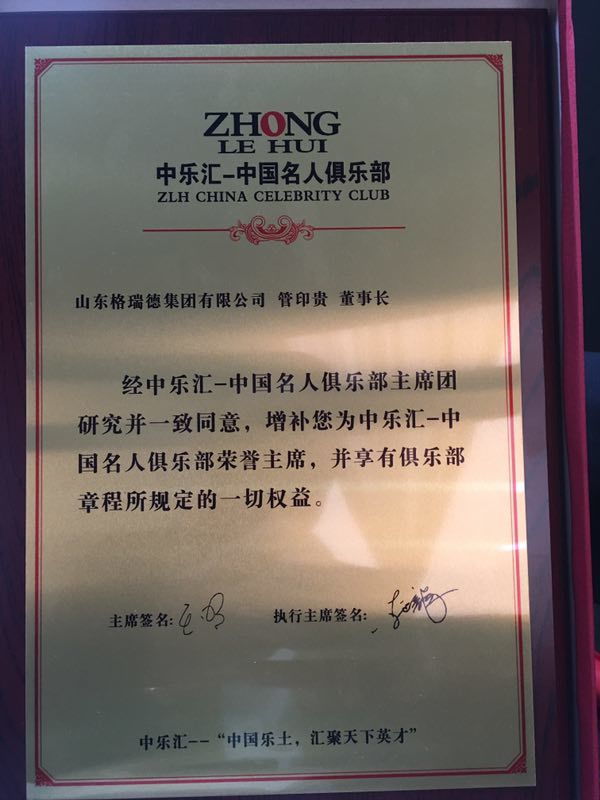 ZHONG
LE HUI
中乐汇-中国名人俱乐部
ZLH CHINA CELEBRITY CLUB
山东格瑞德集团有限公司 管印贵 董事长
经中乐汇-中国名人俱乐部主席团
研究并一致同意，增补您为中乐汇-中
国名人俱乐部荣誉主席，并享有俱乐部
章程所规定的一切权益。
主席签名: 执行主席签名:
中乐汇--“中国乐土，汇聚天下英才”